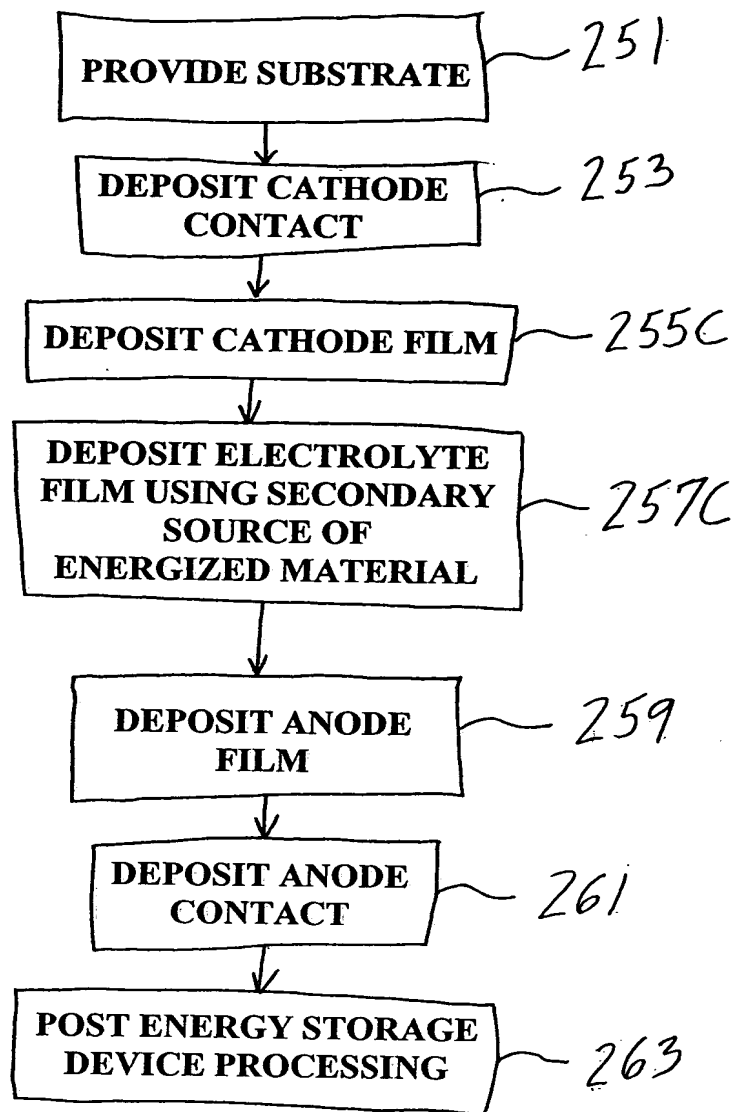 PROVIDE SUBSTRATE
251
DEPOSIT CATHODE
CONTACT
253
DEPOSIT CATHODE FILM
255C
DEPOSIT ELECTROLYTE
FILM USING SECONDARY
SOURCE OF
ENERGIZED MATERIAL
257C
DEPOSIT ANODE
FILM
259
DEPOSIT ANODE
CONTACT
261
POST ENERGY STORAGE
DEVICE PROCESSING
263